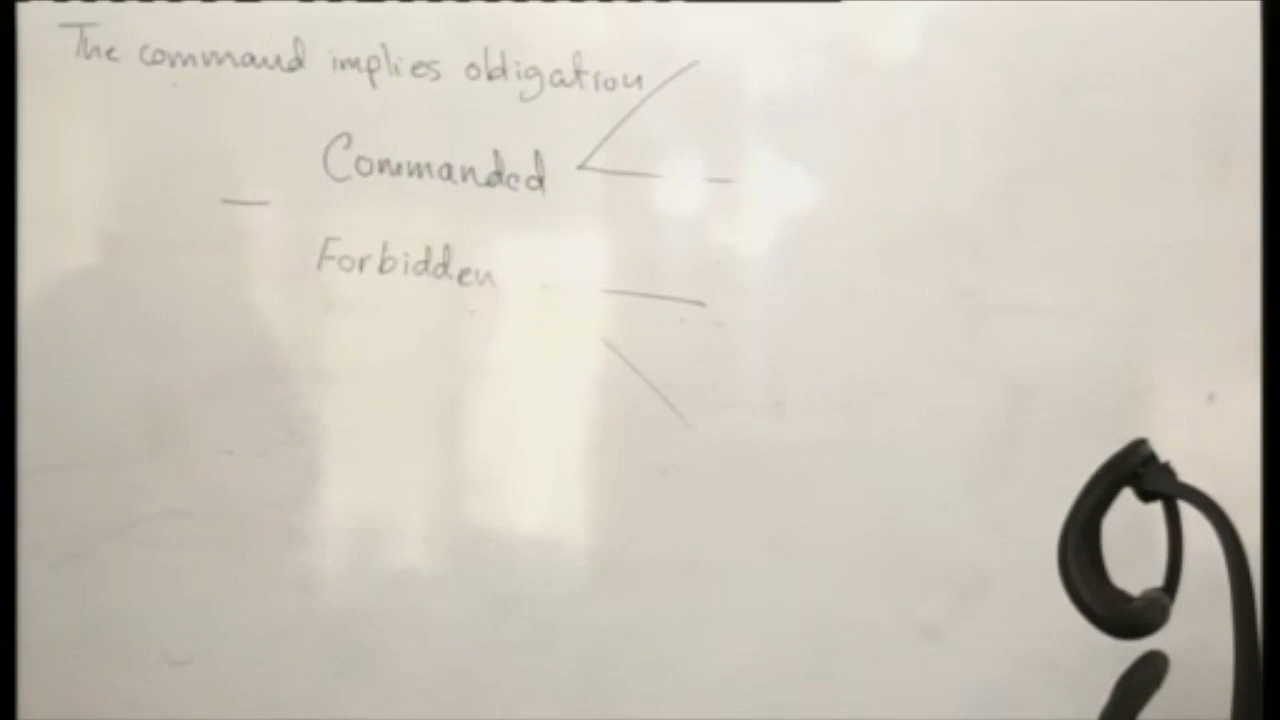 The command implies obligation
Commanded
Forbidden